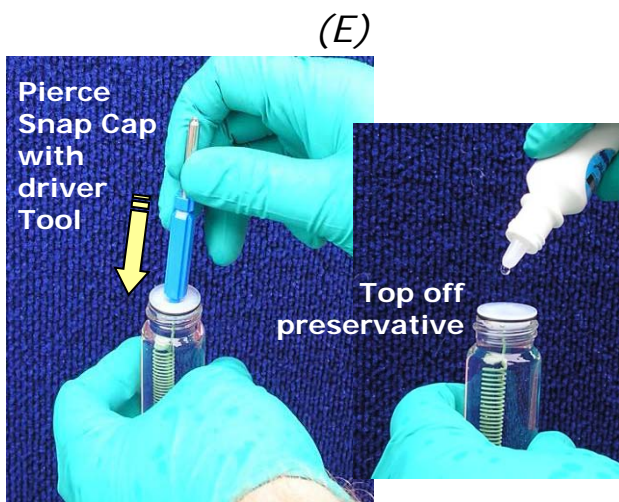 (E)
Pierce
Snap Cap
with
driver
Tool
Top off
preservative